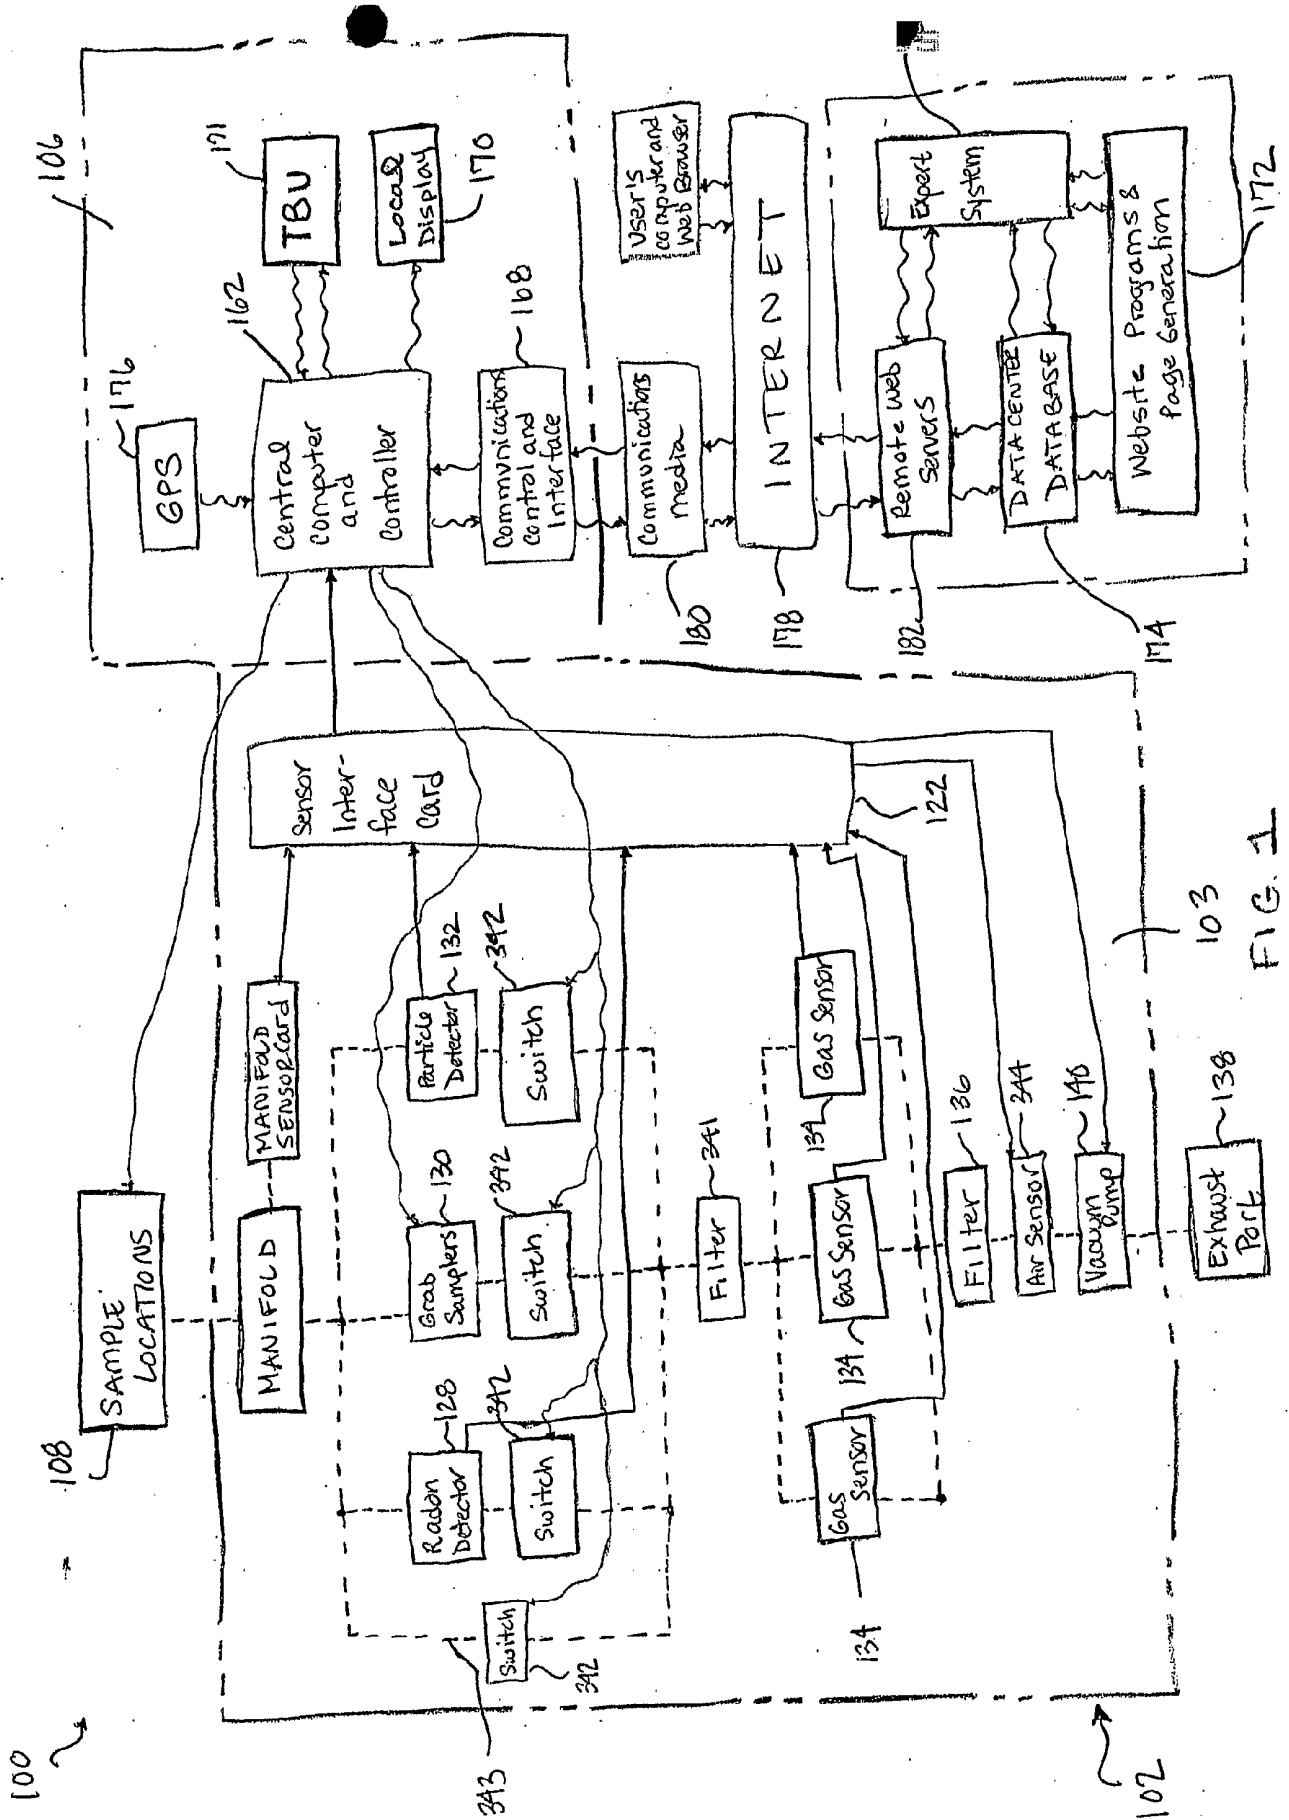 100
108
SAMPLE
LOCATIONS
176
GPS
106
162
171
TBU
Central
Computer
and
Controller
Local
Display
170
MANIFOLD
MANIFOLD
SENSOR Card
Sensor
Inter-
face
Card
Communications
Control and
Interface
168
Radon
Detector
128
Grab
Samplers
130
Particle
Detector
132
Switch
342
Switch
342
Switch
342
Switch
342
343
User's
computer and
Web Browser
Communications
media
180
INTERNET
178
Filter
341
Gas
Sensor
134
Gas Sensor
134
Gas Sensor
134
122
Remote Web
Servers
182
Expert
System
DATA CENTER
DATABASE
174
Website Programs &
Page Generation
172
Filter
136
Air Sensor
344
Vacuum
Pump
140
Exhaust
Port
138
102
103
FIG. 1